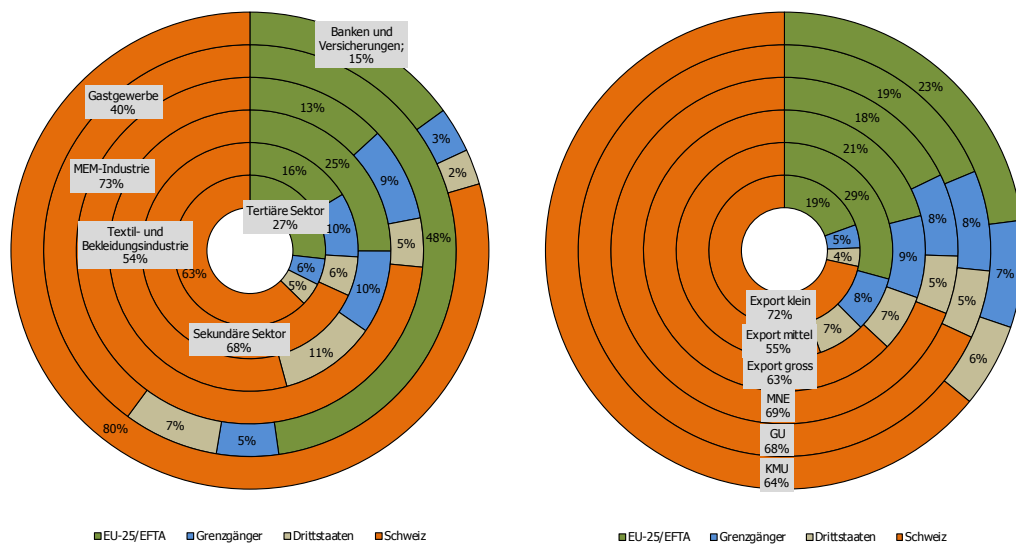 Banken und
Versicherungen;
15%
Gastgewerbe
40%
13%
3%
2%
MEM-Industrie
73%
16%
25%
9%
Tertiäre Sektor
27%
Textil- und
Bekleidungsindustrie
54%
10%
48%
5%
63%
6%
6%
5%
10%
Sekundäre Sektor
68%
11%
7%
5%
80%
EU-25/EFTA
Grenzgänger
Drittstaaten
Schweiz
23%
19%
18%
21%
29%
19%
8%
8%
5%
4%
9%
7%
5%
5%
8%
7%
7%
6%
Export klein
72%
Export mittel
55%
Export gross
63%
MNE
69%
GU
68%
KMU
64%
EU-25/EFTA
Grenzgänger
Drittstaaten
Schweiz